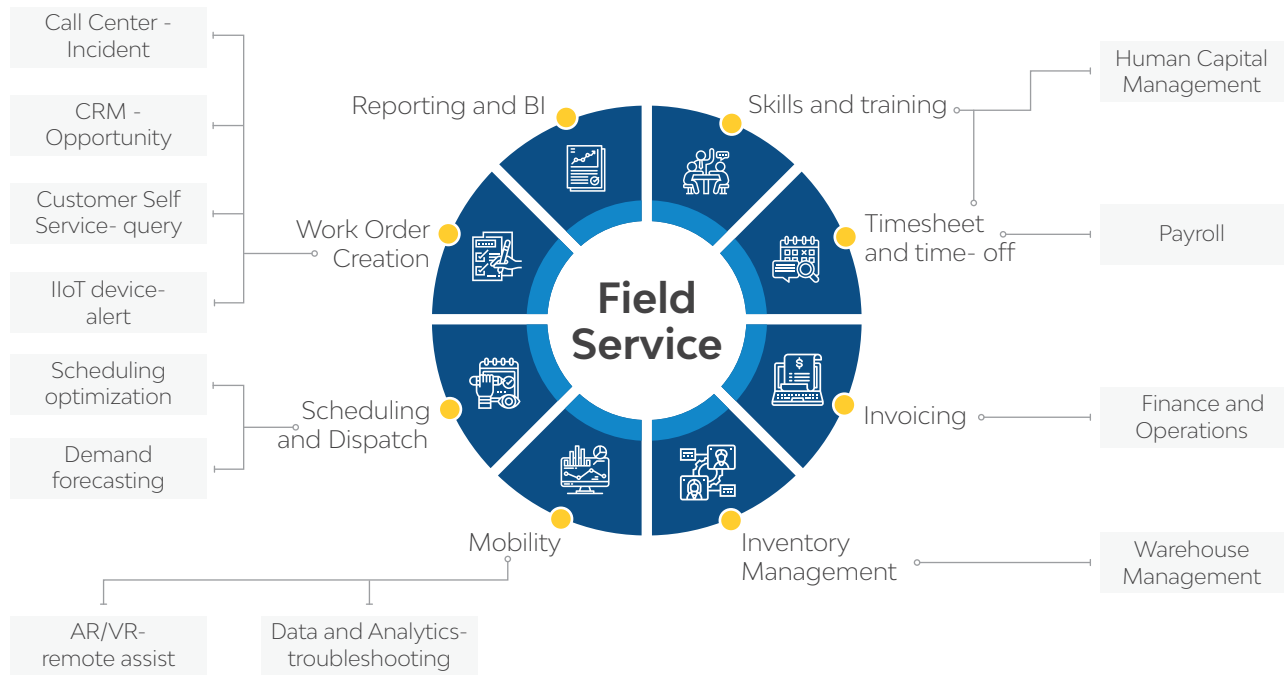 Call Center -
Incident
CRM -
Opportunity
Customer Self
Service- query
IIoT device-
alert
Scheduling
optimization
Demand
forecasting
Reporting and BI
Work Order
Creation
Scheduling
and Dispatch
Mobility
AR/VR-
remote assist
Data and Analytics-
troubleshooting
Field
Service
$
Skills and training
Timesheet
and time- off
Invoicing
Inventory
Management
Human Capital
Management
Payroll
Finance and
Operations
Warehouse
Management